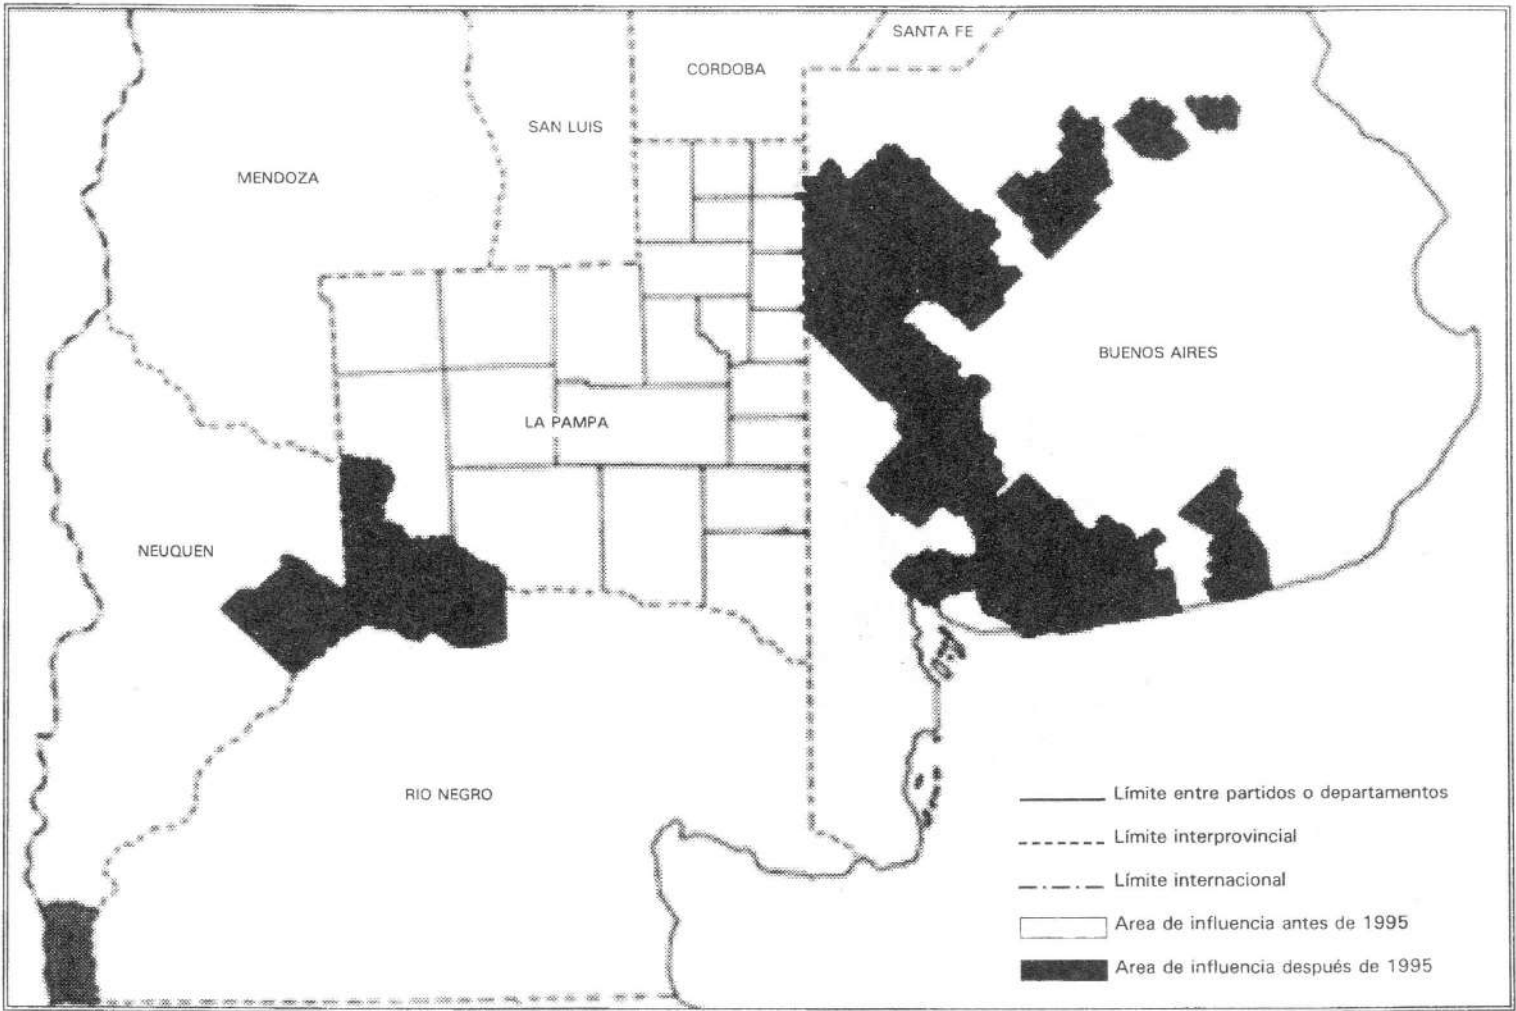 SANTA FE
CORDOBA
SAN LUIS
MENDOZA
BUENOS AIRES
LA PAMPA
NEUQUEN
RIO NEGRO
Límite entre partidos o departamentos
Límite interprovincial
Límite internacional
Area de influencia antes de 1995
Area de influencia después de 1995